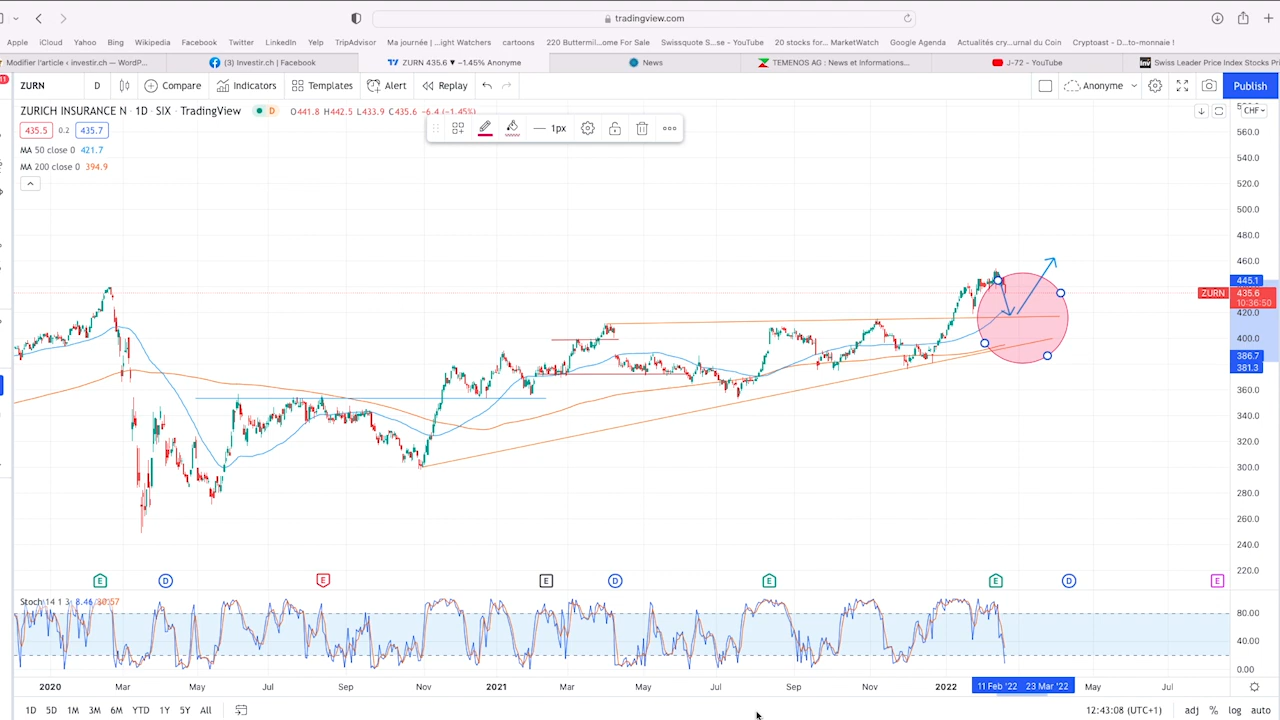 tradingview.com
Apple iCloud Yahoo Bing Wikipedia Facebook Twitter LinkedIn Yelp TripAdvisor Ma journée (...ight Watchers cartoons 220 Buttermil...ome For Sale Swissquote S...se - YouTube 20 stocks for... MarketWatch Google Agenda Actualités cry...urnal du Coin Cryptoast - D...to-monnaie !
Modifier l'article ‹ investir.ch — WordP... (3) Investir.ch | Facebook ZURN 435.6 ▼ −1.45% Anonyme News TEMENOS AG : News et Informations... J-72 - YouTube Swiss Leader Price Index Stocks Pri
11
ZURN D Compare Indicators Templates Alert Replay Anonyme Publish
ZURICH INSURANCE N · 1D · SIX · TradingView D O441.8 H442.5 L433.9 C435.6 −6.4 (−1.45%) CHF
435.5 0.2 435.7
1px
MA 50 close 0 421.7
MA 200 close 0 394.9
560.0
540.0
520.0
500.0
480.0
460.0
445.1
ZURN 435.6
10:36:50
420.0
400.0
386.7
381.3
360.0
340.0
320.0
300.0
280.0
260.0
240.0
220.0
E D E E D E E D E
Stoch 14 1 3 8.46 30.57
80.00
40.00
0.00
2020 Mar May Jul Sep Nov 2021 Mar May Jul Sep Nov 2022 11 Feb '22 23 Mar '22 May Jul
1D 5D 1M 3M 6M YTD 1Y 5Y All 12:43:08 (UTC+1) adj % log auto